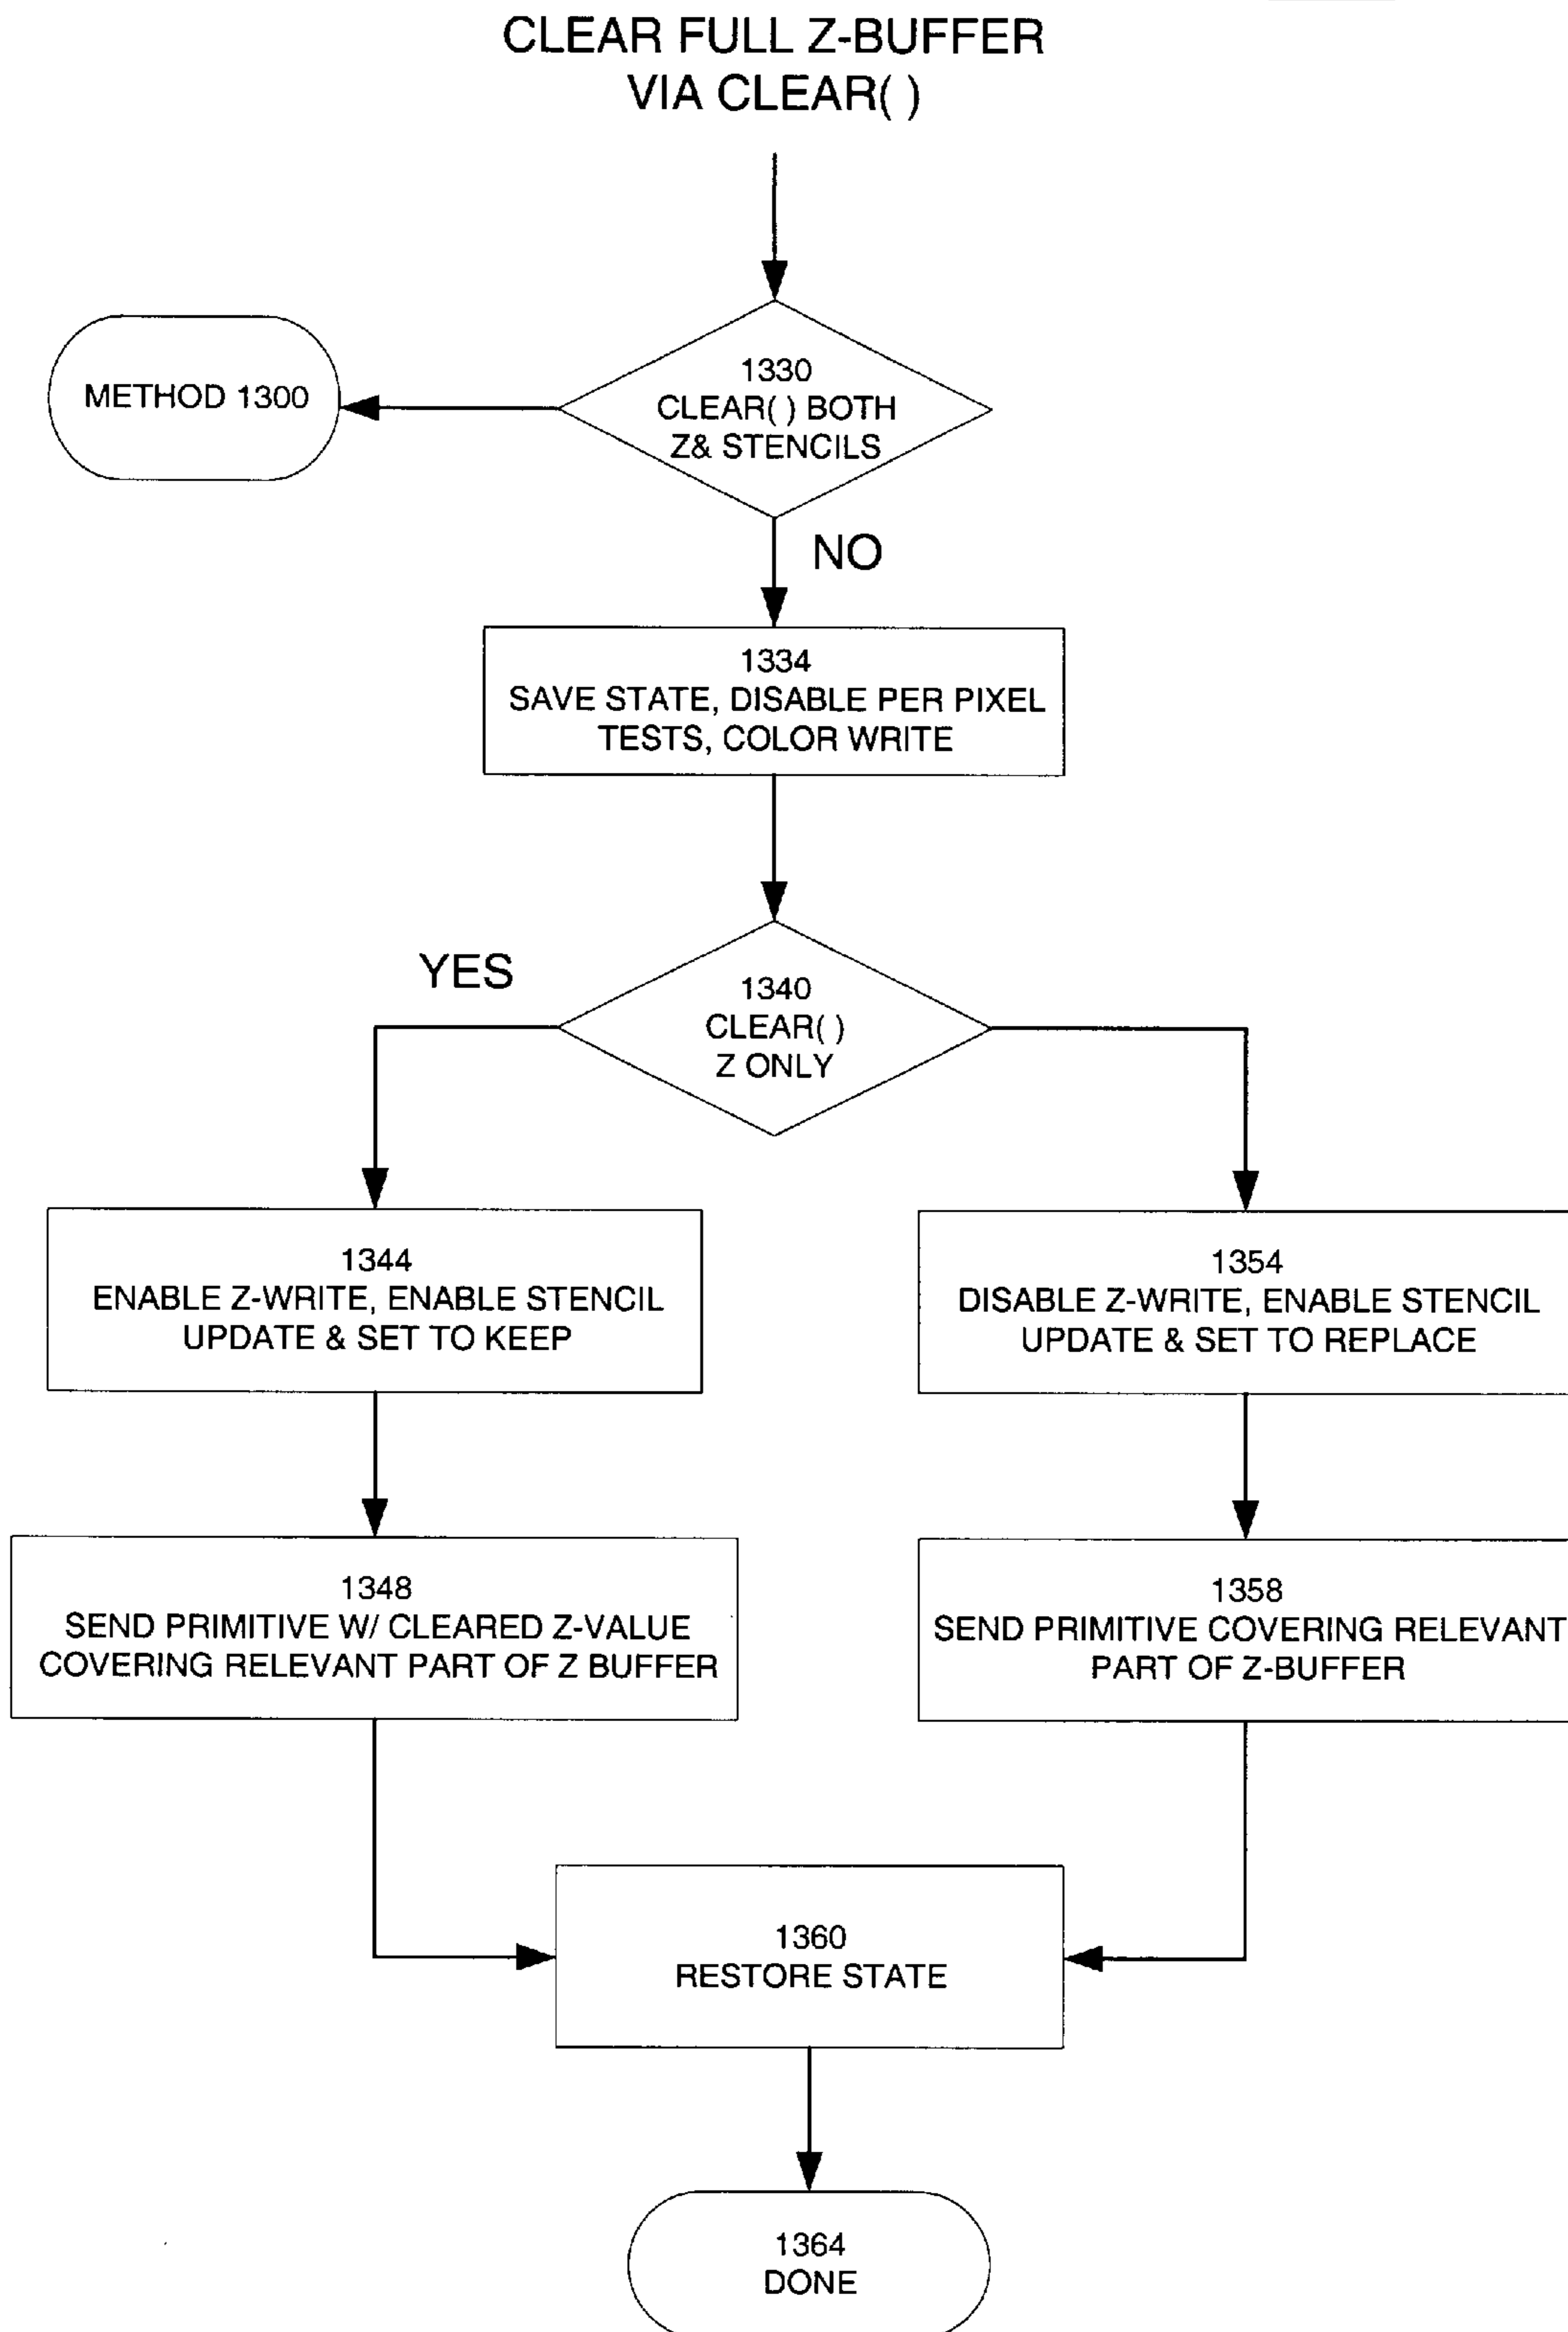 CLEAR FULL Z-BUFFER
VIA CLEAR( )
1330
CLEAR( ) BOTH
Z& STENCILS
METHOD 1300
NO
1334
SAVE STATE, DISABLE PER PIXEL
TESTS, COLOR WRITE
YES
1340
CLEAR( )
Z ONLY
1344
ENABLE Z-WRITE, ENABLE STENCIL
UPDATE & SET TO KEEP
1354
DISABLE Z-WRITE, ENABLE STENCIL
UPDATE & SET TO REPLACE
1348
SEND PRIMITIVE W/ CLEARED Z-VALUE
COVERING RELEVANT PART OF Z BUFFER
1358
SEND PRIMITIVE COVERING RELEVANT
PART OF Z-BUFFER
1360
RESTORE STATE
1364
DONE